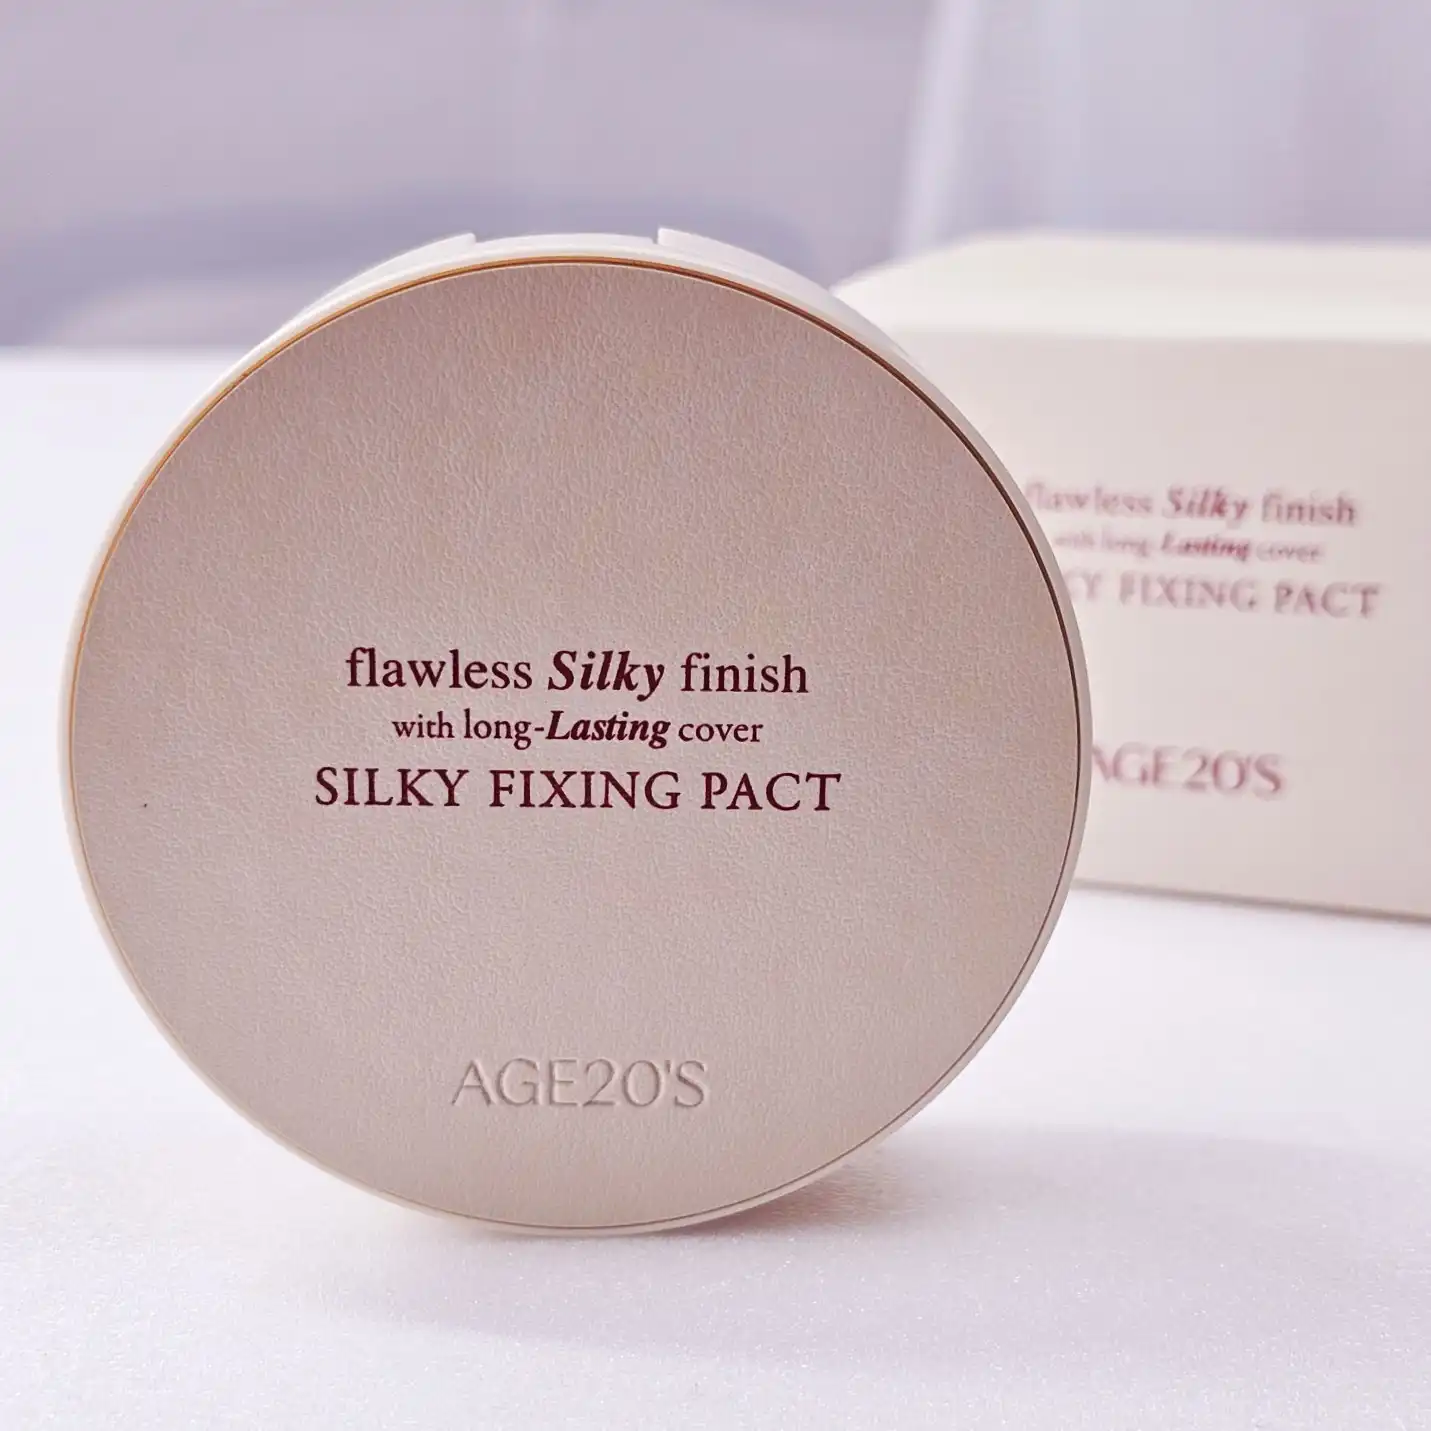 flawless Silky finish
with long-Lasting cover
SILKY FIXING PACT
AGE20'S
flawless Silky finish
with long-Lasting cover
FIXING PACT
AGE20'S